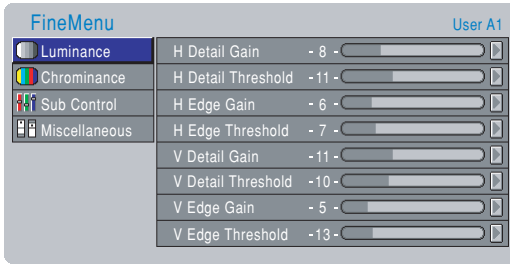 FineMenu User A1
Luminance
Chrominance
Sub Control
Miscellaneous
H Detail Gain - 8 -
H Detail Threshold -11-
H Edge Gain - 6 -
H Edge Threshold - 7 -
V Detail Gain -11-
V Detail Threshold -10-
V Edge Gain - 5 -
V Edge Threshold -13-